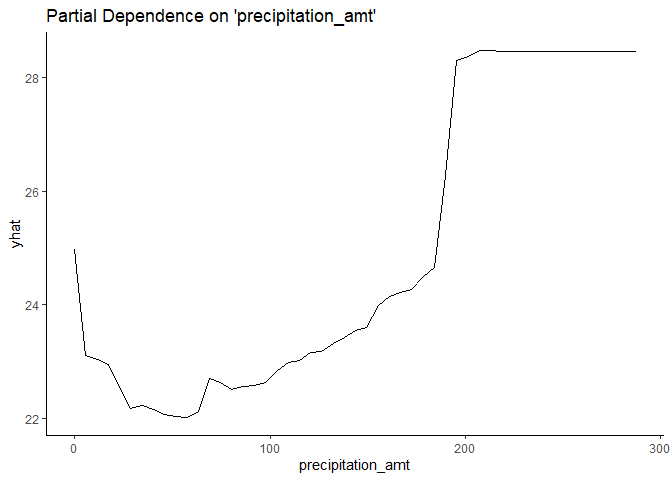 Partial Dependence on 'precipitation_amt'
28
26
24
22
yhat
0 100 200 300
precipitation_amt